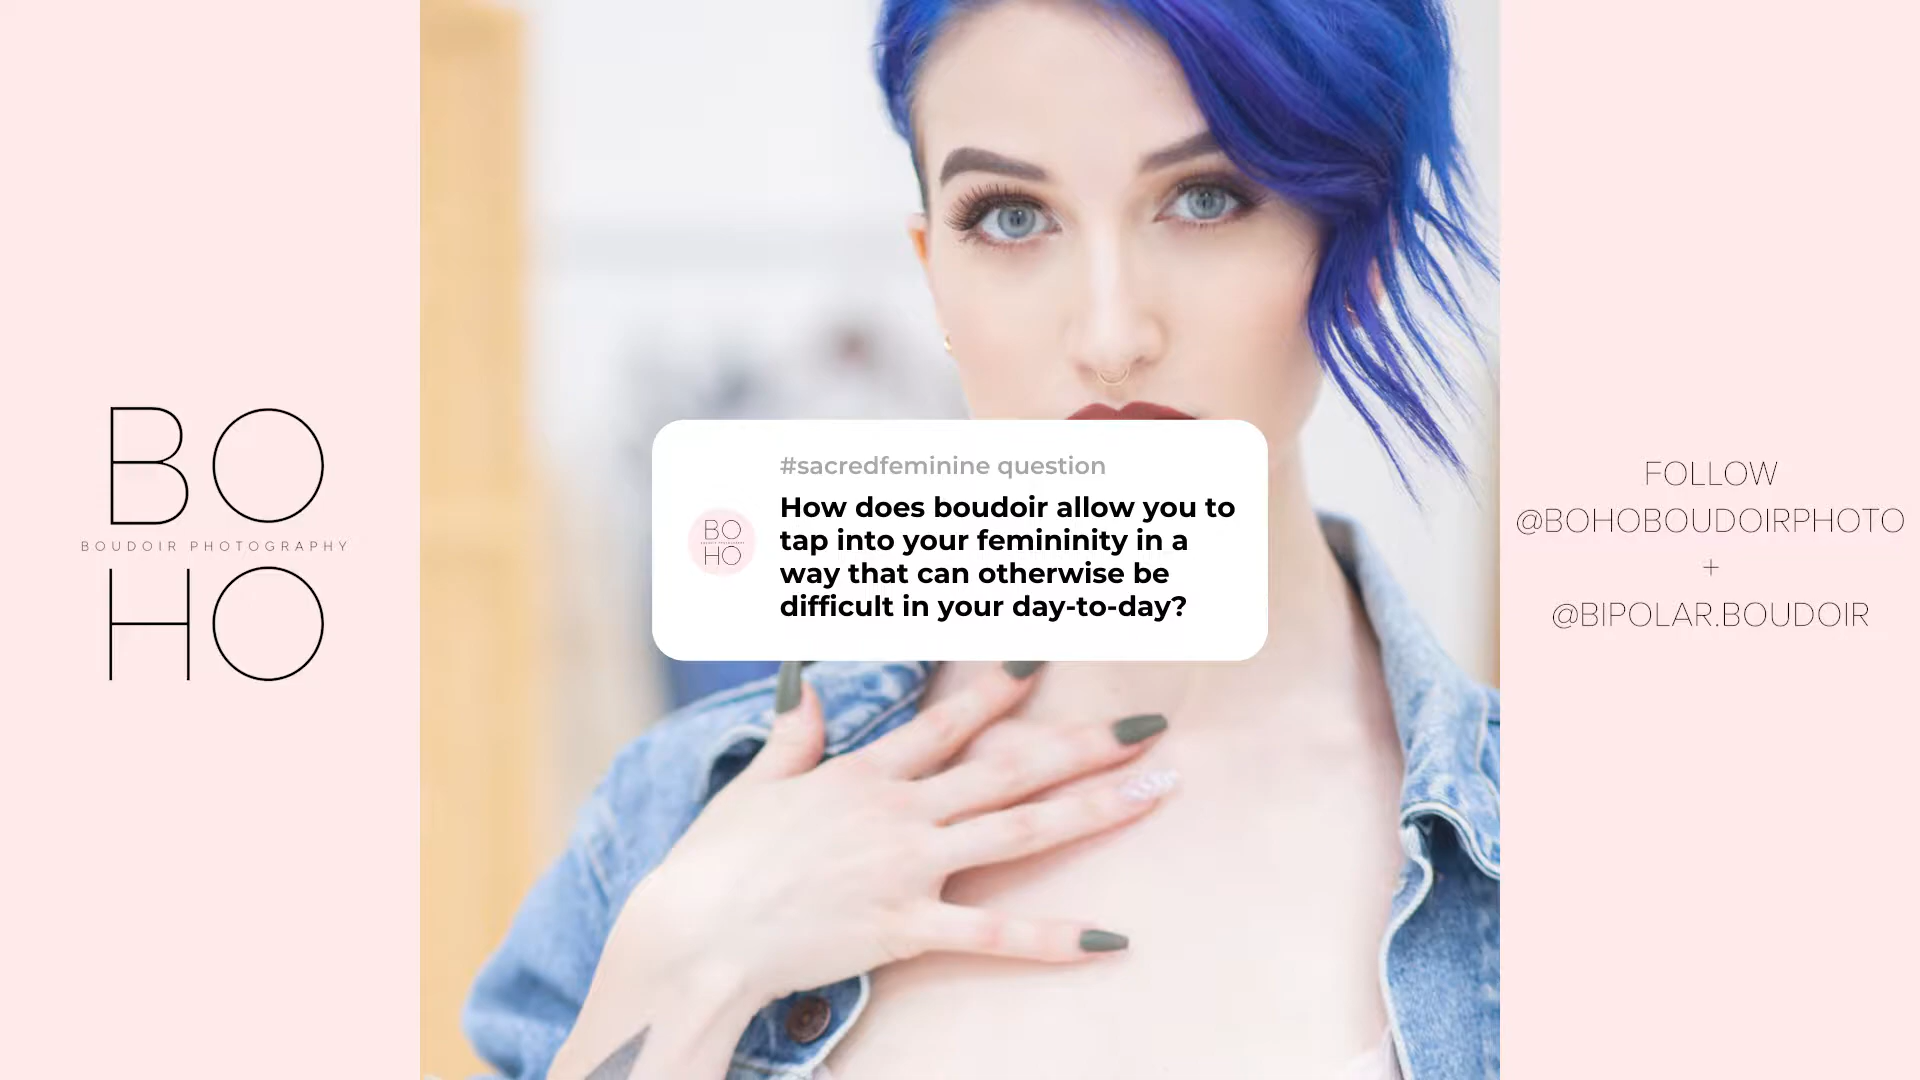 BO
BOUDOIR PHOTOGRAPHY
HO
#sacredfeminine question
How does boudoir allow you to
tap into your femininity in a
way that can otherwise be
difficult in your day-to-day?
BO
HO
FOLLOW
@BOHOBOUDOIRPHOTO
+
@BIPOLAR.BOUDOIR